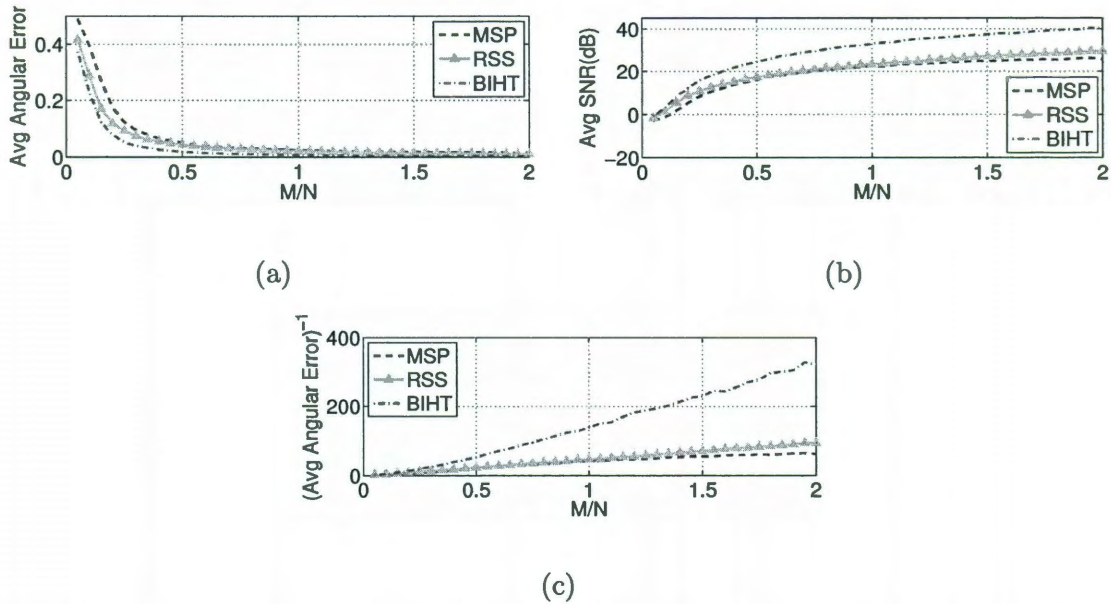 Avg Angular Error
0.4
0.2
0
0
0.5
1
1.5
2
M/N
MSP
RSS
BIHT
(a)
Avg SNR(dB)
40
20
0
−20
0
0.5
1
1.5
2
M/N
MSP
RSS
BIHT
(b)
(Avg Angular Error)⁻¹
400
200
0
0
0.5
1
1.5
2
M/N
MSP
RSS
BIHT
(c)